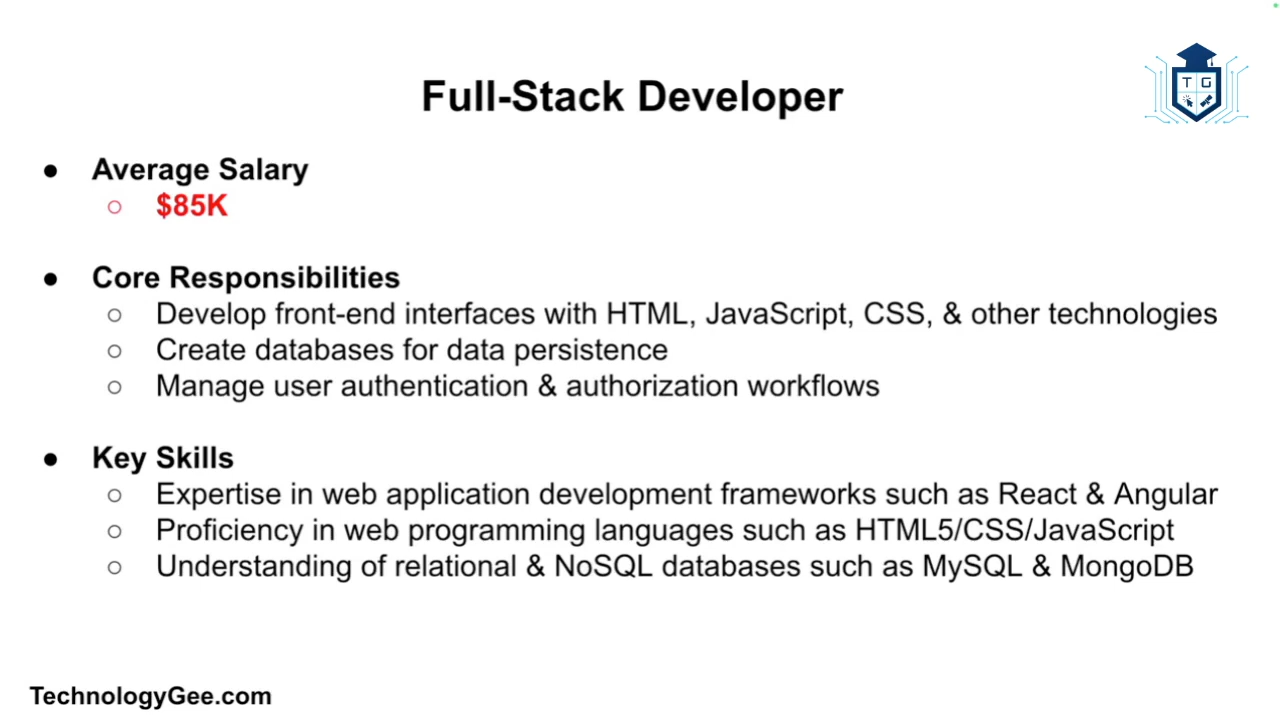 Full-Stack Developer
T G
● Average Salary
○ $85K
● Core Responsibilities
○ Develop front-end interfaces with HTML, JavaScript, CSS, & other technologies
○ Create databases for data persistence
○ Manage user authentication & authorization workflows
● Key Skills
○ Expertise in web application development frameworks such as React & Angular
○ Proficiency in web programming languages such as HTML5/CSS/JavaScript
○ Understanding of relational & NoSQL databases such as MySQL & MongoDB
TechnologyGee.com